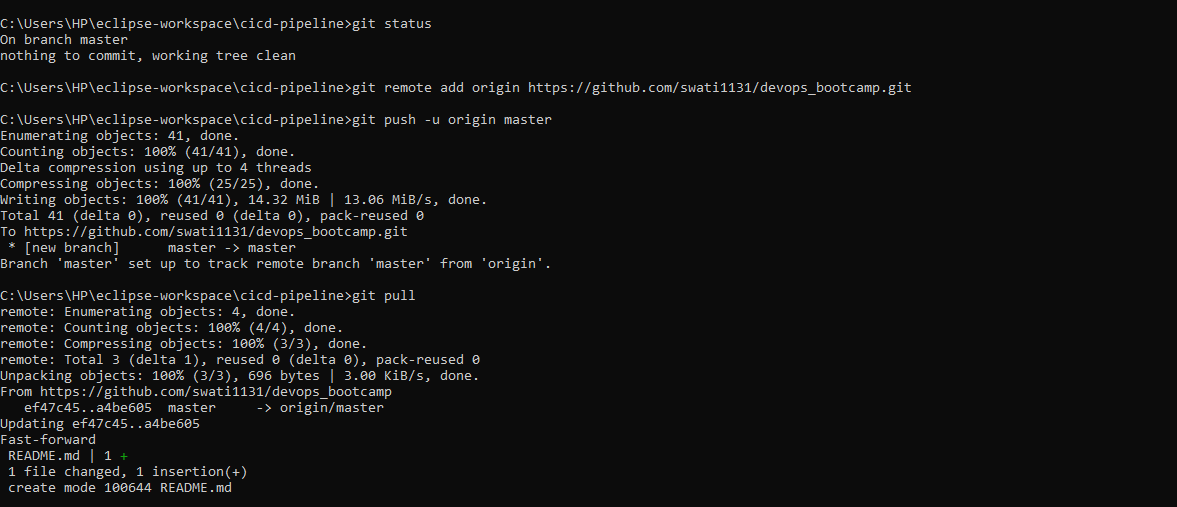 C:\Users\HP\eclipse-workspace\cicd-pipeline>git status
On branch master
nothing to commit, working tree clean
C:\Users\HP\eclipse-workspace\cicd-pipeline>git remote add origin https://github.com/swati1131/devops_bootcamp.git
C:\Users\HP\eclipse-workspace\cicd-pipeline>git push -u origin master
Enumerating objects: 41, done.
Counting objects: 100% (41/41), done.
Delta compression using up to 4 threads
Compressing objects: 100% (25/25), done.
Writing objects: 100% (41/41), 14.32 MiB | 13.06 MiB/s, done.
Total 41 (delta 0), reused 0 (delta 0), pack-reused 0
To https://github.com/swati1131/devops_bootcamp.git
 * [new branch]      master -> master
Branch 'master' set up to track remote branch 'master' from 'origin'.
C:\Users\HP\eclipse-workspace\cicd-pipeline>git pull
remote: Enumerating objects: 4, done.
remote: Counting objects: 100% (4/4), done.
remote: Compressing objects: 100% (3/3), done.
remote: Total 3 (delta 1), reused 0 (delta 0), pack-reused 0
Unpacking objects: 100% (3/3), 696 bytes | 3.00 KiB/s, done.
From https://github.com/swati1131/devops_bootcamp
   ef47c45..a4be605  master     -> origin/master
Updating ef47c45..a4be605
Fast-forward
 README.md | 1 +
 1 file changed, 1 insertion(+)
 create mode 100644 README.md